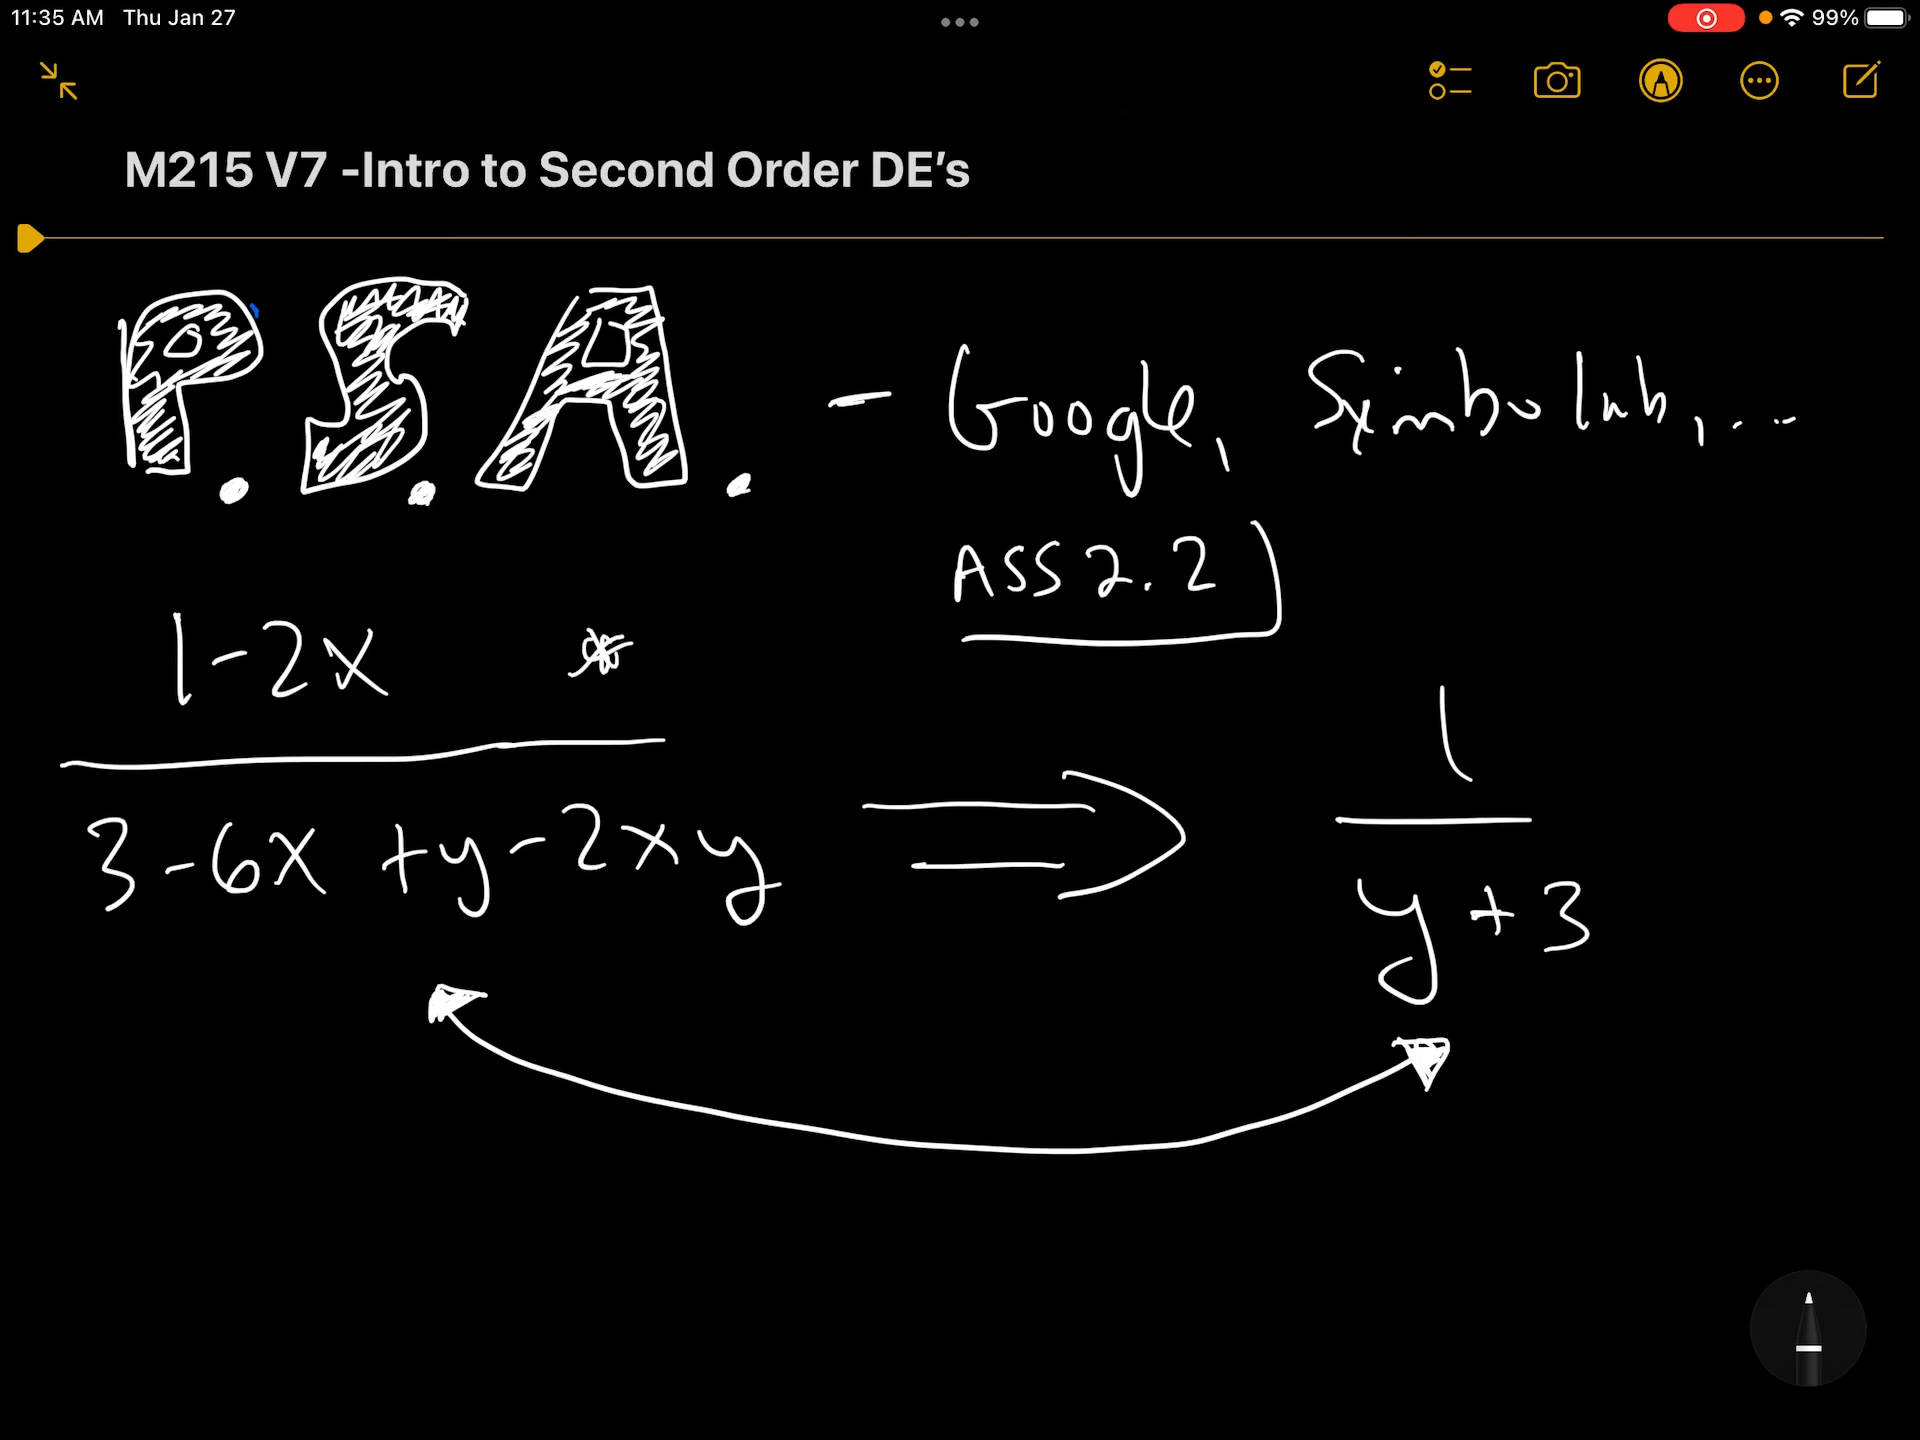 11:35 AM Thu Jan 27 99%
M215 V7 -Intro to Second Order DE's
P.S.A. - Google, Simbolab, ...
ASS 2.2
1-2x *
3-6x +y-2xy
1
y+3